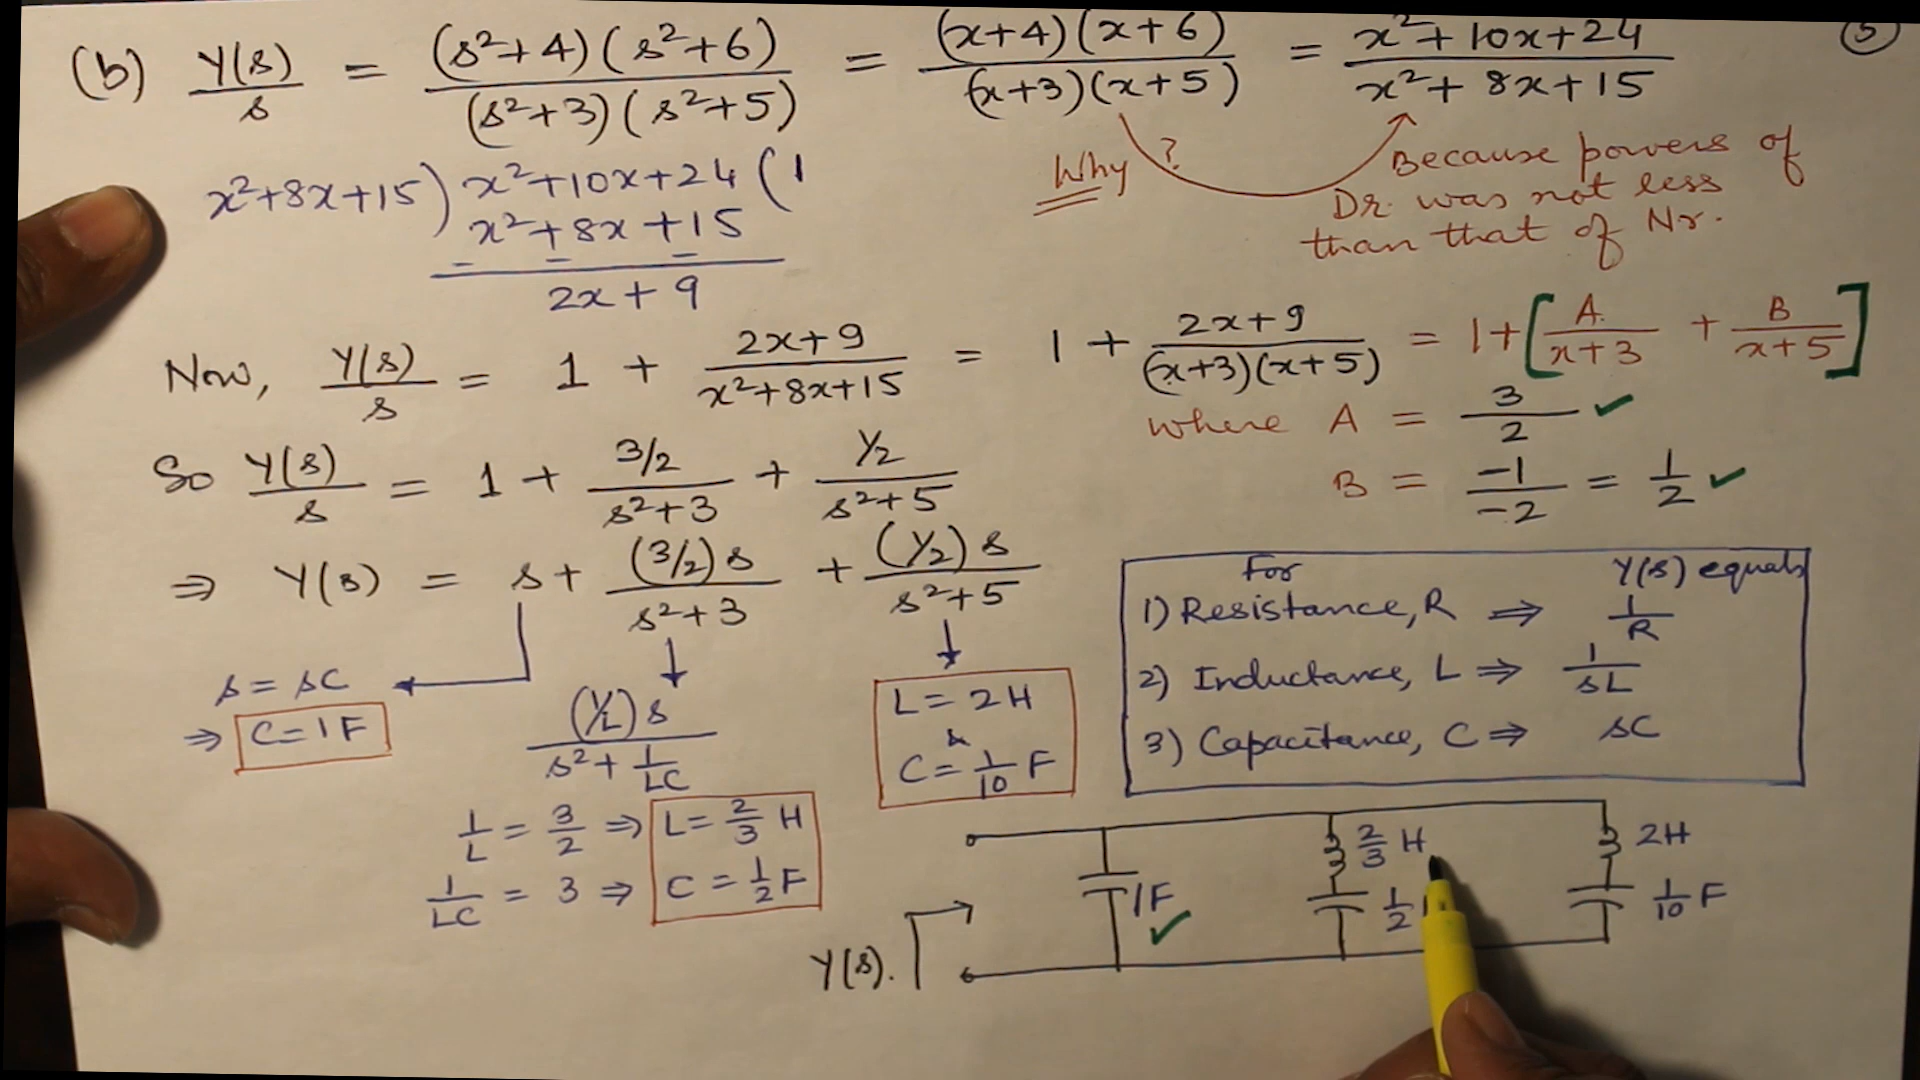 (b) Y(s)/s = (s²+4)(s²+6)/(s²+3)(s²+5) = (x+4)(x+6)/(x+3)(x+5) = x²+10x+24/x²+8x+15
Why?
Because powers of
Dr. was not less
than that of Nr.
x²+8x+15) x²+10x+24 (1
x²+8x+15
- - -
2x+9
Now, Y(s)/s = 1 + 2x+9/x²+8x+15 = 1 + 2x+9/(x+3)(x+5) = 1+[A/x+3 + B/x+5]
where A = 3/2 ✓
B = -1/-2 = 1/2 ✓
So Y(s)/s = 1 + 3/2/s²+3 + 1/2/s²+5
⇒ Y(s) = s + (3/2)s/s²+3 + (1/2)s/s²+5
s = sC
⇒ C=1F
(1/L)s/s²+1/LC
1/L = 3/2 ⇒ L=2/3 H
1/LC = 3 ⇒ C=1/2F
L=2H
&
C=1/10F
For Y(s) equals
1) Resistance, R ⇒ 1/R
2) Inductance, L ⇒ 1/sL
3) Capacitance, C ⇒ sC
2/3 H 2H
1F ✓ 1/2 1/10 F
Y(s).